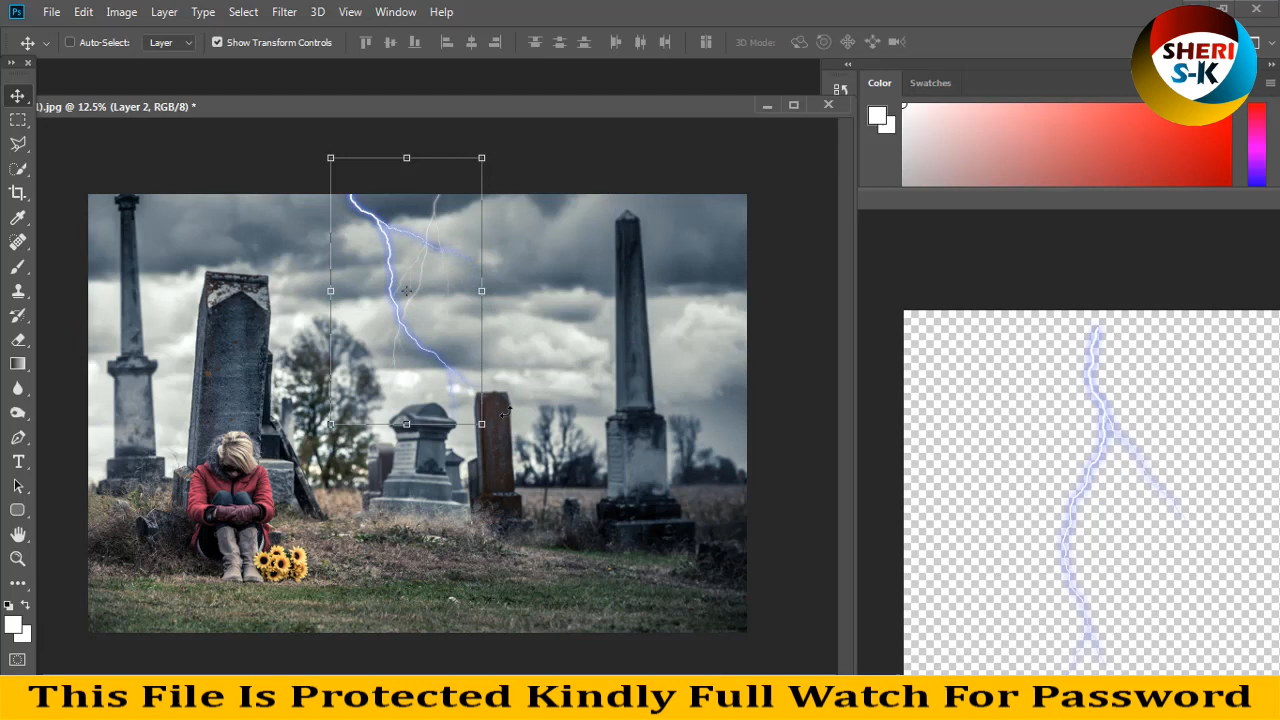 Ps File Edit Image Layer Type Select Filter 3D View Window Help
Auto-Select: Layer Show Transform Controls 3D Mode:
SHERI
S-K
Color Swatches
).jpg @ 12.5% (Layer 2, RGB/8) *
T
This File Is Protected Kindly Full Watch For Password